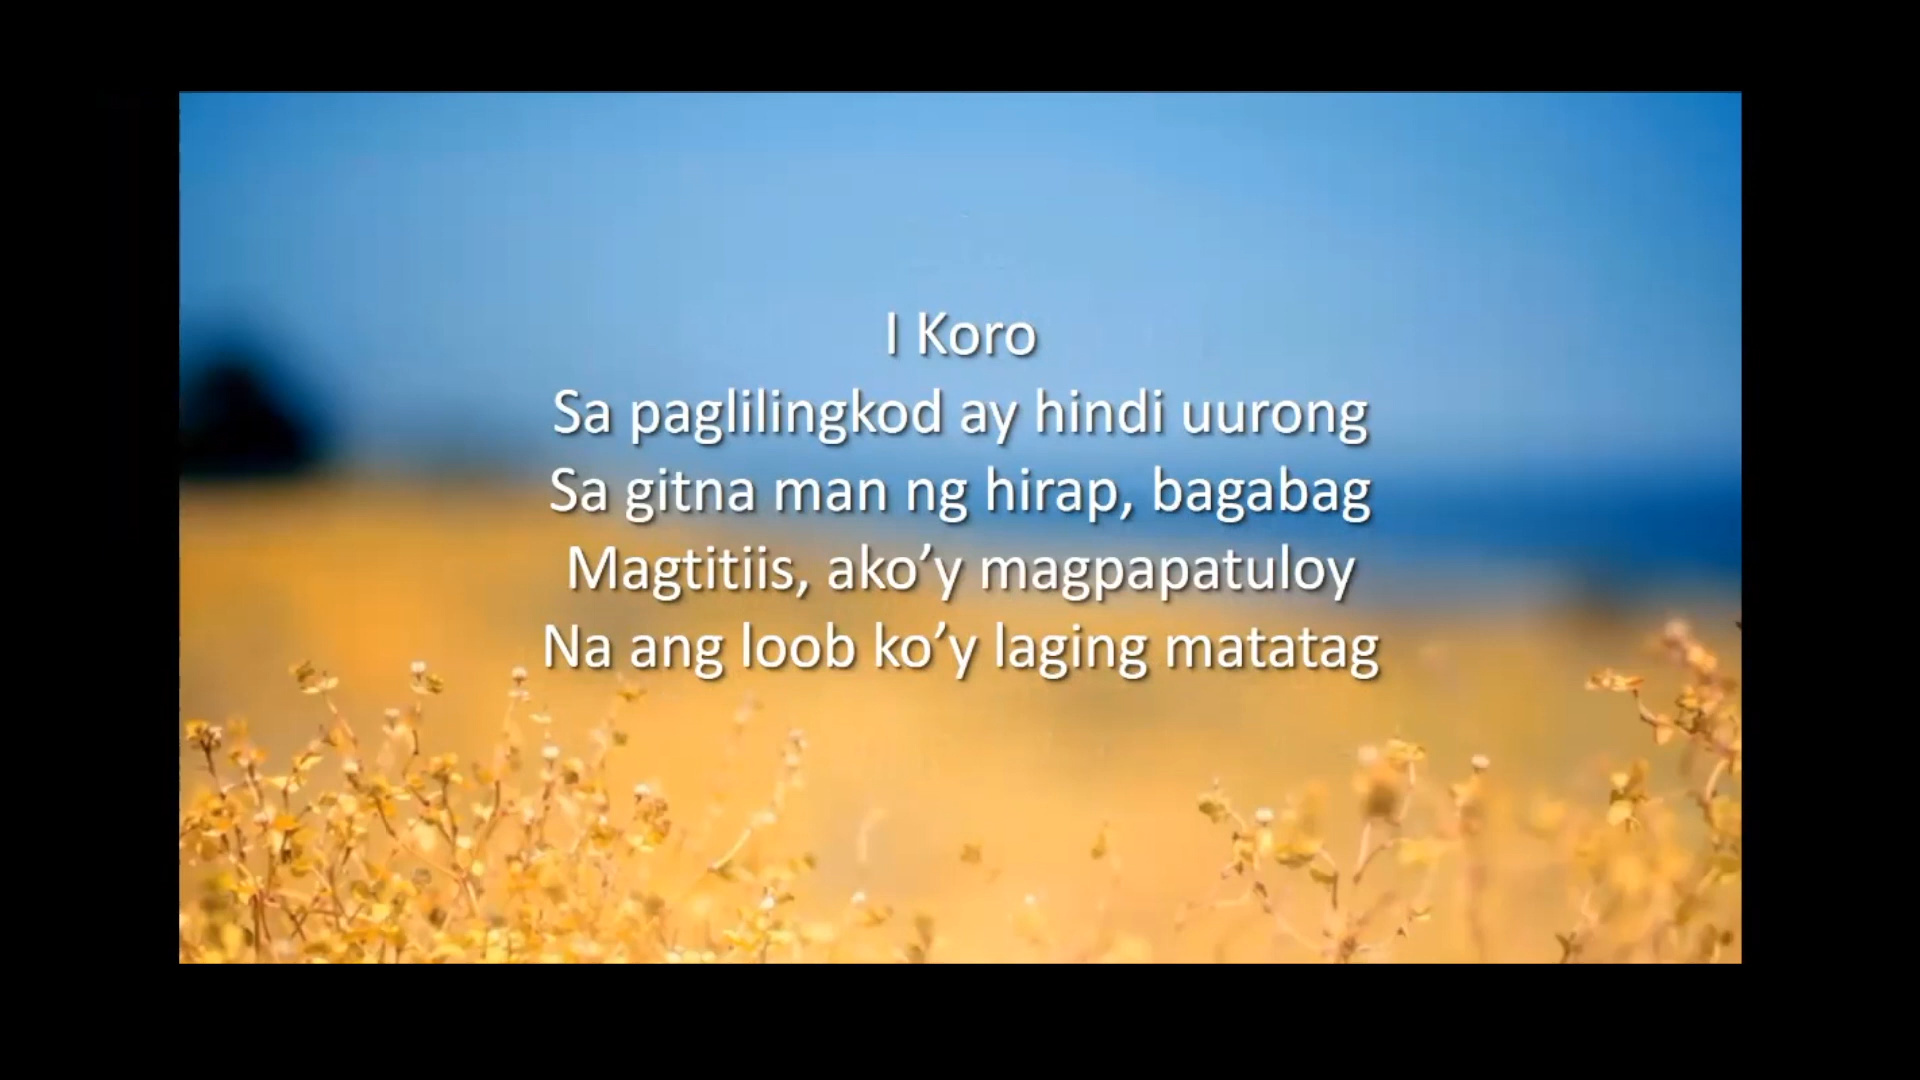 I Koro
Sa paglilingkod ay hindi uurong
Sa gitna man ng hirap, bagabag
Magtitiis, ako’y magpapatuloy
Na ang loob ko’y laging matatag